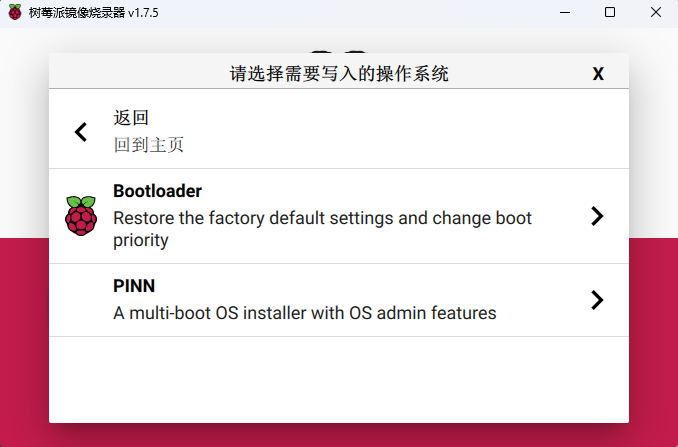 树莓派镜像烧录器 v1.7.5
请选择需要写入的操作系统
X
返回
回到主页
Bootloader
Restore the factory default settings and change boot
priority
PINN
A multi-boot OS installer with OS admin features